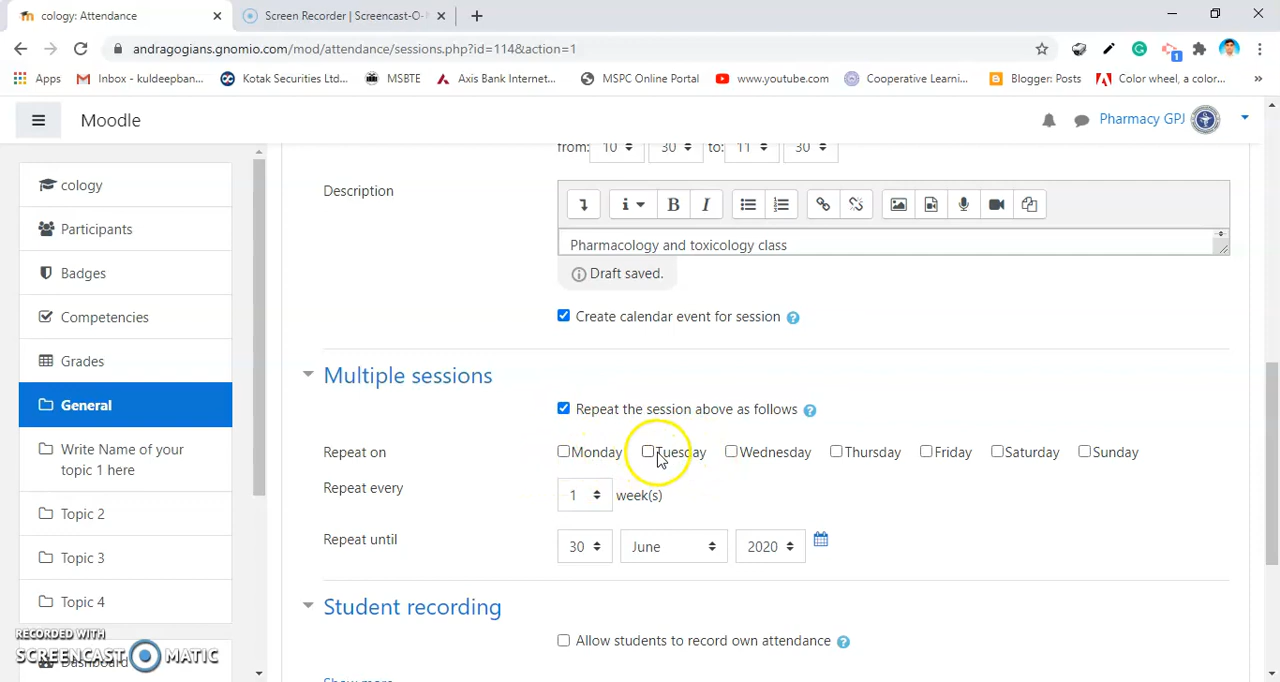 cology: Attendance
Screen Recorder | Screencast-O-
andragogians.gnomio.com/mod/attendance/sessions.php?id=114&action=1
Apps
Inbox - kuldeepban...
Kotak Securities Ltd...
MSBTE
Axis Bank Internet...
MSPC Online Portal
www.youtube.com
Cooperative Learni...
Blogger: Posts
Color wheel, a color...
Moodle
Pharmacy GPJ
cology
Participants
Badges
Competencies
Grades
General
Write Name of your
topic 1 here
Topic 2
Topic 3
Topic 4
Dashboard
from: 10 30 to: 11 30
Description
Pharmacology and toxicology class
Draft saved.
Create calendar event for session
Multiple sessions
Repeat the session above as follows
Repeat on Monday Tuesday Wednesday Thursday Friday Saturday Sunday
Repeat every 1 week(s)
Repeat until 30 June 2020
Student recording
Allow students to record own attendance
Show more
RECORDED WITH
SCREENCAST MATIC